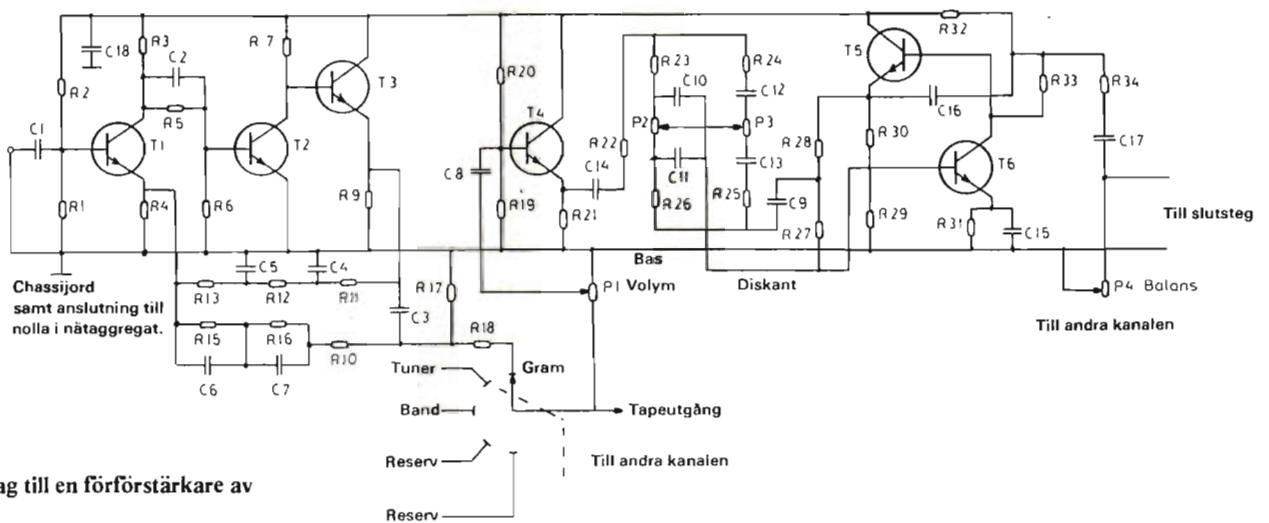 R2
C18
R3
C2
R5
C1
T1
R1
R4
R6
R7
T2
T3
R9
C5
C4
R13
R12
R11
C3
R15
R16
R10
C6
C7
R17
R18
R20
C8
R19
T4
R21
C14
R22
R23
C10
R24
C12
P2
P3
C11
C13
R26
R25
C9
R28
R27
T5
R32
C16
R30
R29
T6
R31
C15
R33
R34
C17
Till slutsteg
Chassijord
samt anslutning till
nolla i nätaggregat.
Bas
P1 Volym
Diskant
P4 Balans
Till andra kanalen
Tuner
Gram
Band
Tapeutgång
Reserv
Till andra kanalen
Reserv
ag till en förförstärkare av